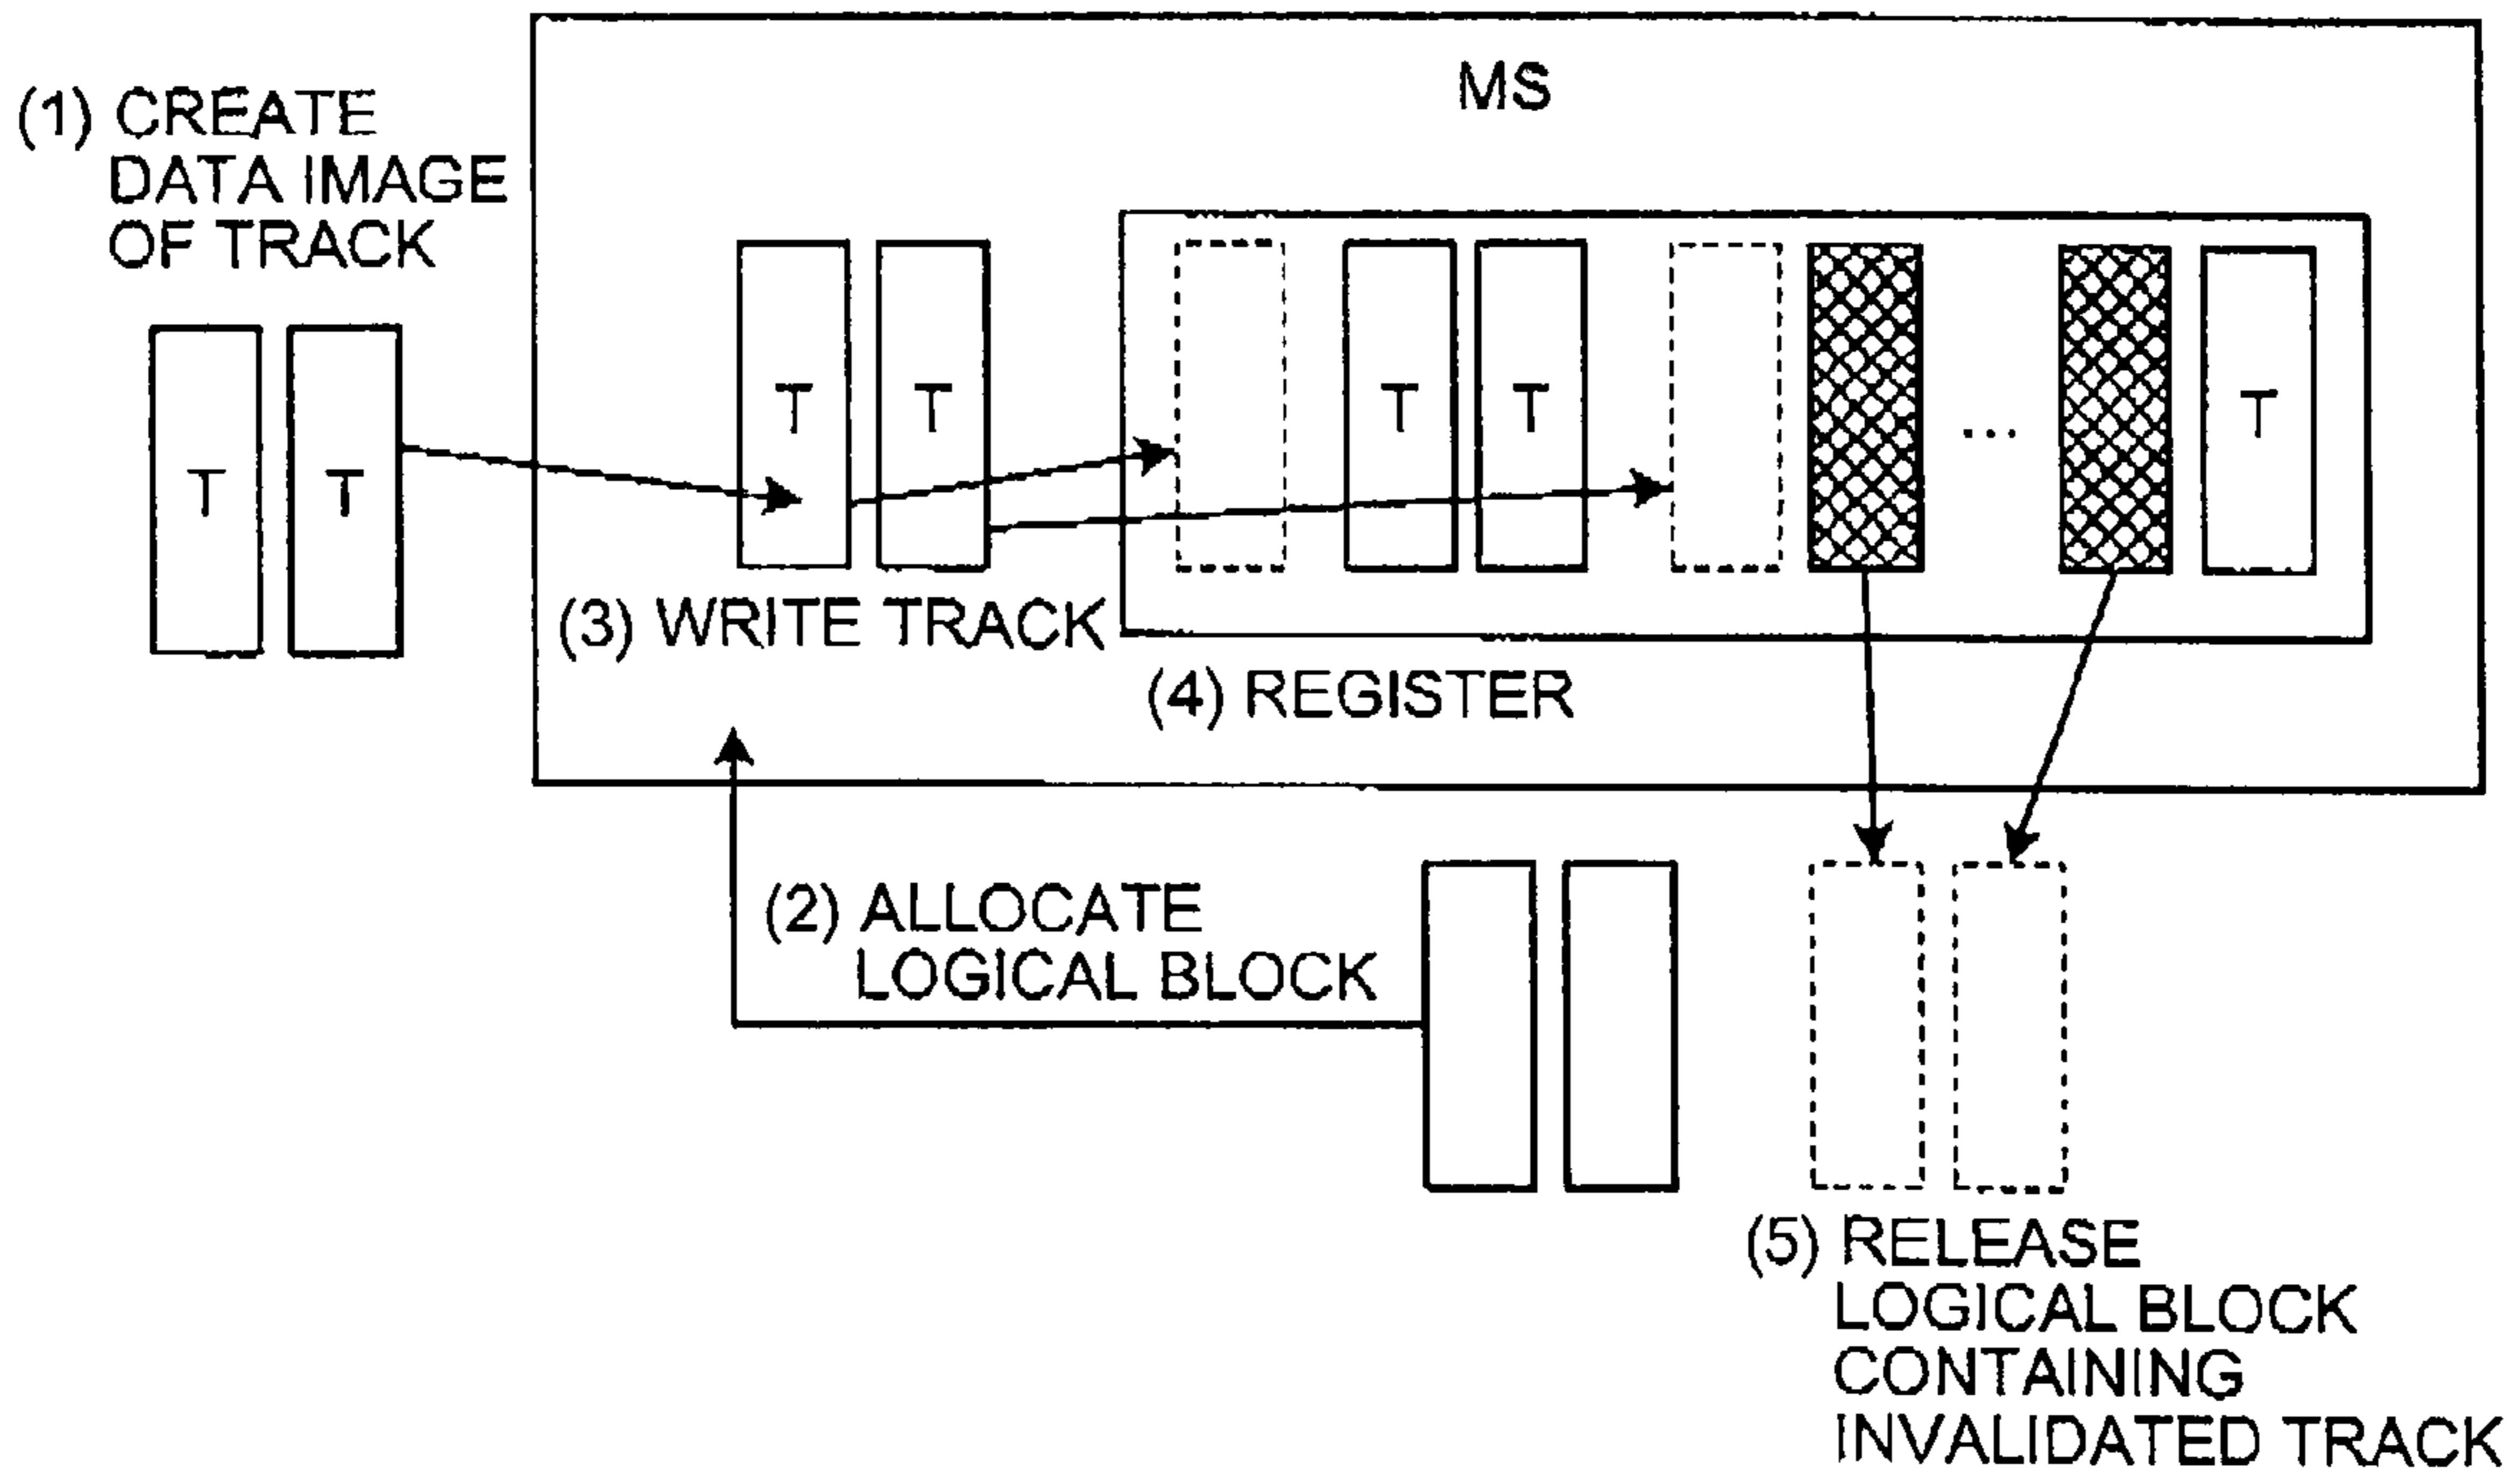 MS
(1) CREATE
DATA IMAGE
OF TRACK
T T
T T T T T
...
(3) WRITE TRACK
(4) REGISTER
(2) ALLOCATE
LOGICAL BLOCK
(5) RELEASE
LOGICAL BLOCK
CONTAINING
INVALIDATED TRACK